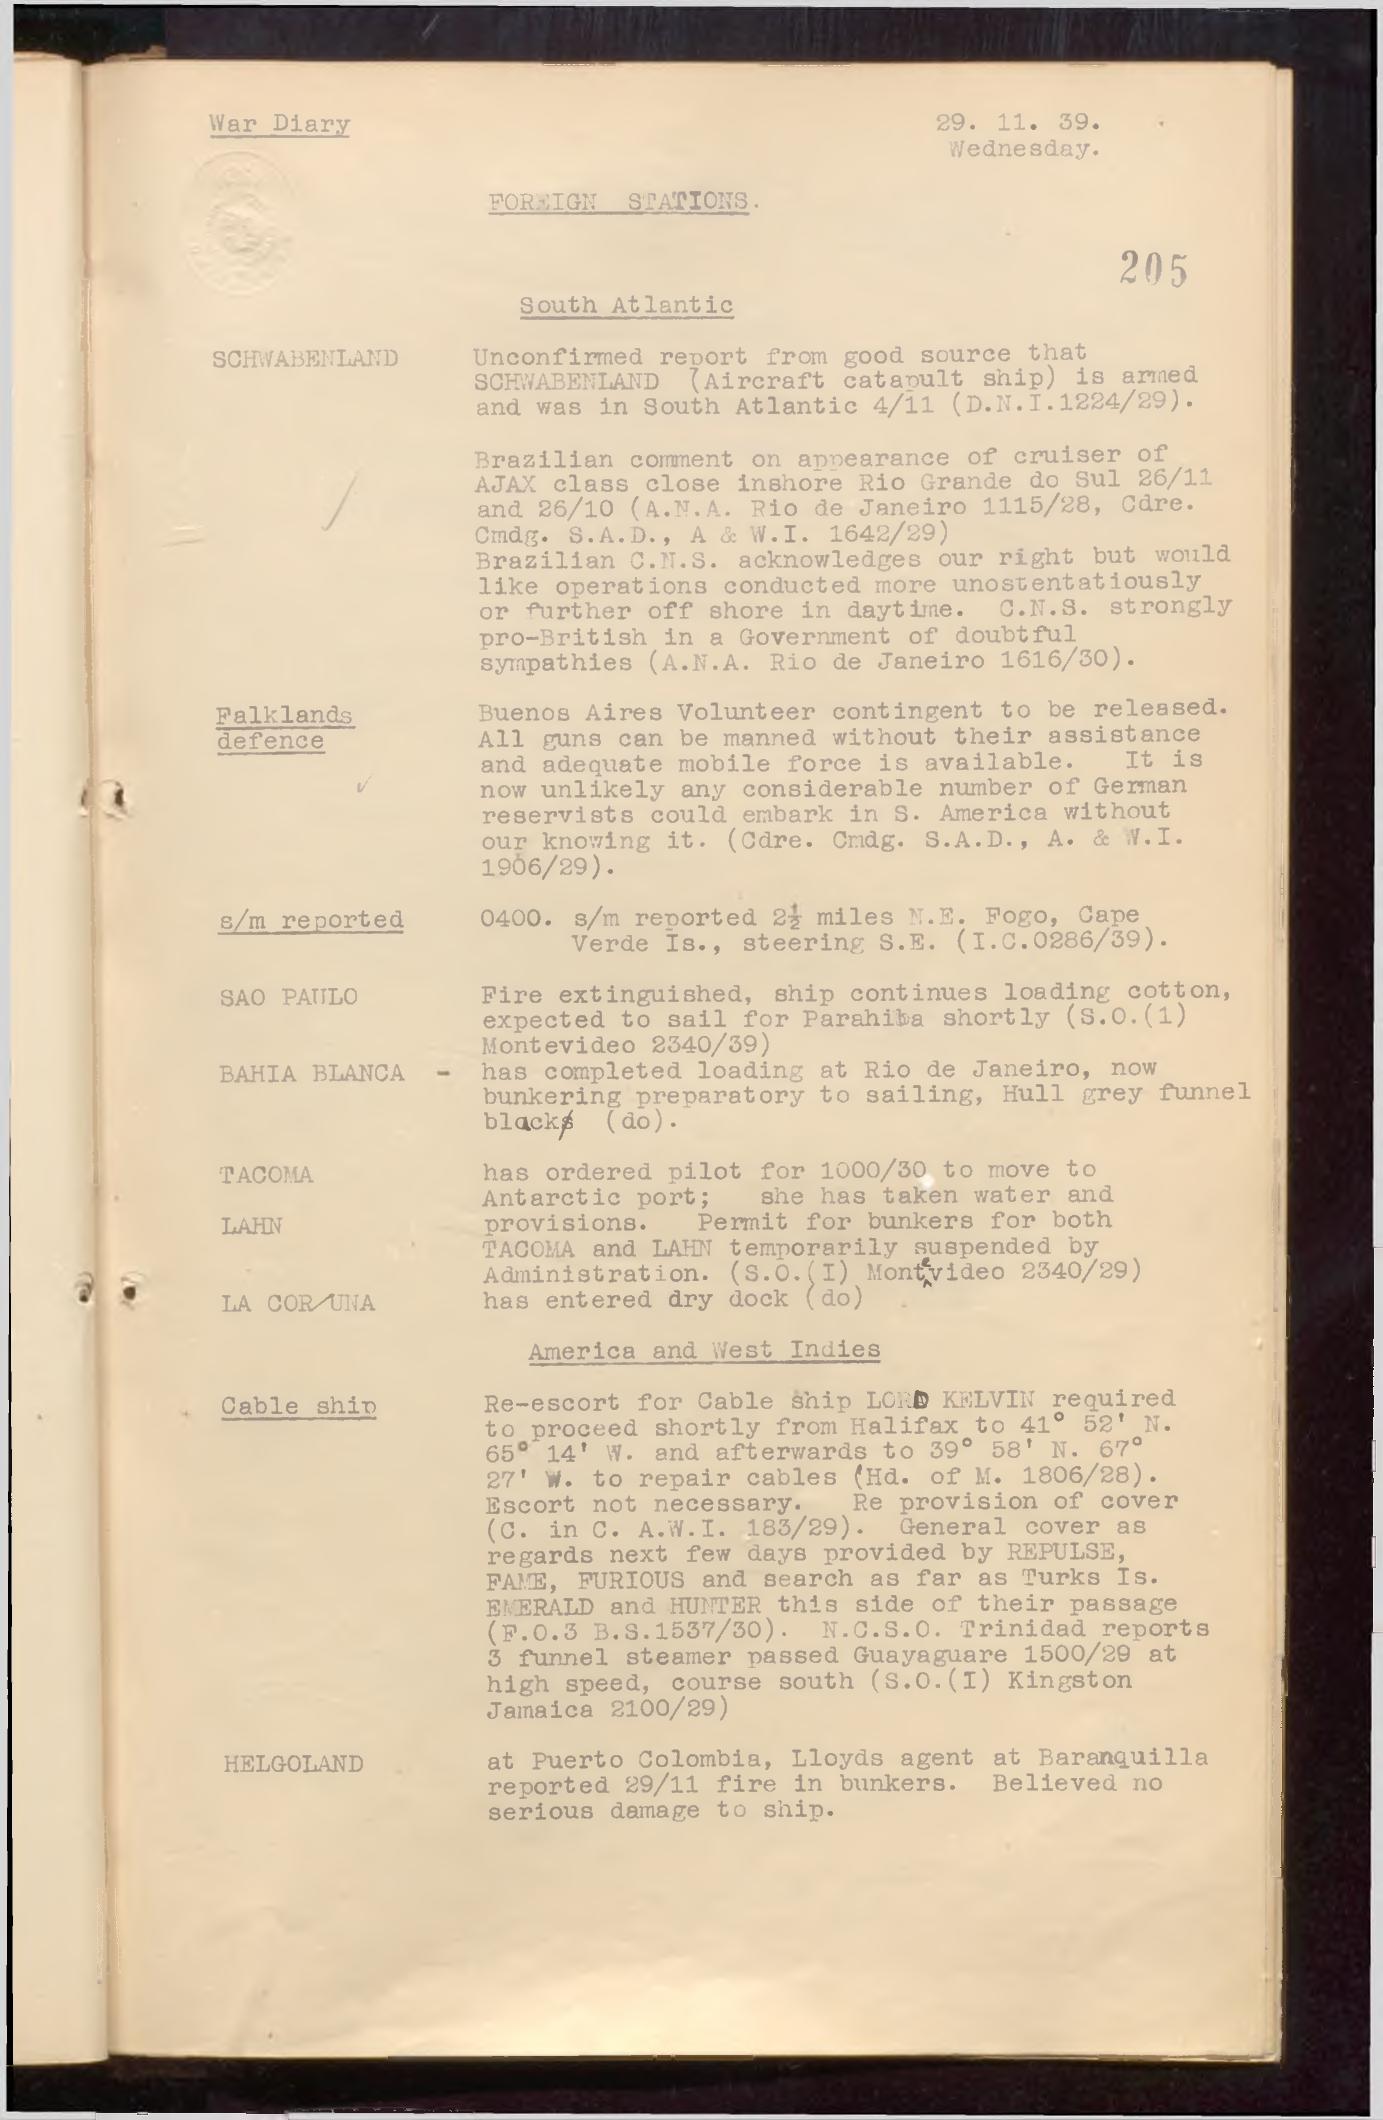 War Diary
29. 11. 39.
Wednesday.
FOREIGN STATIONS.
205
South Atlantic
SCHWABENLAND
Unconfirmed report from good source that
SCHWABENLAND (Aircraft catapult ship) is armed
and was in South Atlantic 4/11 (D.N.I.1224/29).
Brazilian comment on appearance of cruiser of
AJAX class close inshore Rio Grande do Sul 26/11
and 26/10 (A.N.A. Rio de Janeiro 1115/28, Cdre.
Cmdg. S.A.D., A & W.I. 1642/29)
Brazilian C.N.S. acknowledges our right but would
like operations conducted more unostentatiously
or further off shore in daytime. C.N.S. strongly
pro-British in a Government of doubtful
sympathies (A.N.A. Rio de Janeiro 1616/30).
Falklands
defence
Buenos Aires Volunteer contingent to be released.
All guns can be manned without their assistance
and adequate mobile force is available. It is
now unlikely any considerable number of German
reservists could embark in S. America without
our knowing it. (Cdre. Cmdg. S.A.D., A. & W.I.
1906/29).
s/m reported
0400. s/m reported 2½ miles N.E. Fogo, Cape
Verde Is., steering S.E. (I.C.0286/39).
SAO PAULO
Fire extinguished, ship continues loading cotton,
expected to sail for Parahiba shortly (S.O.(1)
Montevideo 2340/39)
BAHIA BLANCA -
has completed loading at Rio de Janeiro, now
bunkering preparatory to sailing, Hull grey funnel
black (do).
TACOMA
has ordered pilot for 1000/30 to move to
Antarctic port; she has taken water and
LAHN
provisions. Permit for bunkers for both
TACOMA and LAHN temporarily suspended by
Administration. (S.O.(I) Montevideo 2340/29)
LA CORUNA
has entered dry dock (do)
America and West Indies
Cable ship
Re-escort for Cable ship LORD KELVIN required
to proceed shortly from Halifax to 41° 52' N.
65° 14' W. and afterwards to 39° 58' N. 67°
27' W. to repair cables (Hd. of M. 1806/28).
Escort not necessary. Re provision of cover
(C. in C. A.W.I. 183/29). General cover as
regards next few days provided by REPULSE,
FAME, FURIOUS and search as far as Turks Is.
EMERALD and HUNTER this side of their passage
(F.O.3 B.S.1537/30). N.C.S.O. Trinidad reports
3 funnel steamer passed Guayaguare 1500/29 at
high speed, course south (S.O.(I) Kingston
Jamaica 2100/29)
HELGOLAND
at Puerto Colombia, Lloyds agent at Baranquilla
reported 29/11 fire in bunkers. Believed no
serious damage to ship.